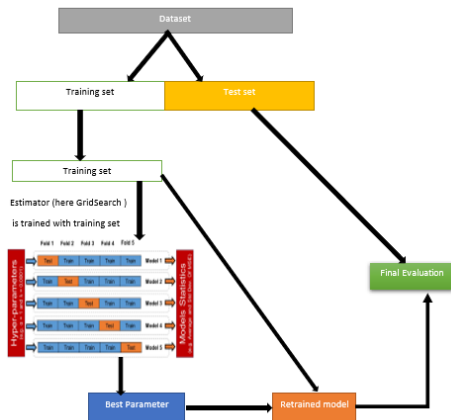 Dataset
Training set
Test set
Training set
Estimator (here GridSearch )
is trained with training set
Fold 1 Fold 2 Fold 3 Fold 4 Fold 5
Hyper-parameters
Test Train Train Train Train Model 1
Train Test Train Train Train Model 2
Train Train Test Train Train Model 3
Train Train Train Test Train Model 4
Train Train Train Train Test Model 5
Models Statistics
Final Evaluation
Best Parameter
Retrained model